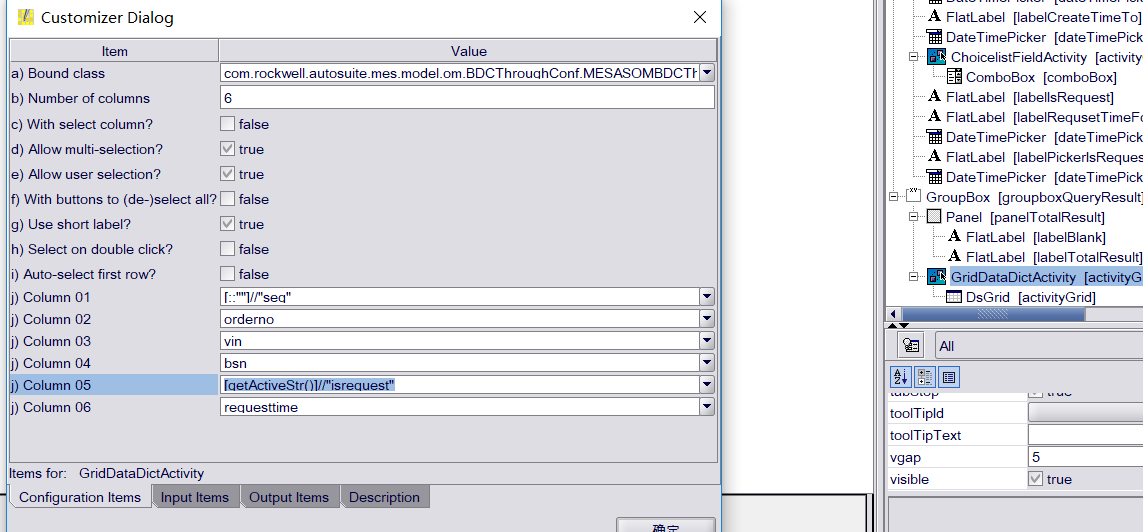 Customizer Dialog
Item Value
a) Bound class com.rockwell.autosuite.mes.model.om.BDCThroughConf.MESASOMBDCTh
b) Number of columns 6
c) With select column? false
d) Allow multi-selection? true
e) Allow user selection? true
f) With buttons to (de-)select all? false
g) Use short label? true
h) Select on double click? false
i) Auto-select first row? false
j) Column 01 [::""]//"seq"
j) Column 02 orderno
j) Column 03 vin
j) Column 04 bsn
j) Column 05 [getActiveStr()]//"isrequest"
j) Column 06 requesttime
Items for: GridDataDictActivity
Configuration Items Input Items Output Items Description
确定
DateTimePicker [dateTimePick
FlatLabel [labelCreateTimeTo]
DateTimePicker [dateTimePick
ChoicelistFieldActivity [activity
ComboBox [comboBox]
FlatLabel [labelIsRequest]
FlatLabel [labelRequsetTimeFo
DateTimePicker [dateTimePick
FlatLabel [labelPickerIsReques
DateTimePicker [dateTimePick
GroupBox [groupboxQueryResult]
Panel [panelTotalResult]
FlatLabel [labelBlank]
FlatLabel [labelTotalResult]
GridDataDictActivity [activityG
DsGrid [activityGrid]
All
tabStop true
toolTipId
toolTipText
vgap 5
visible true